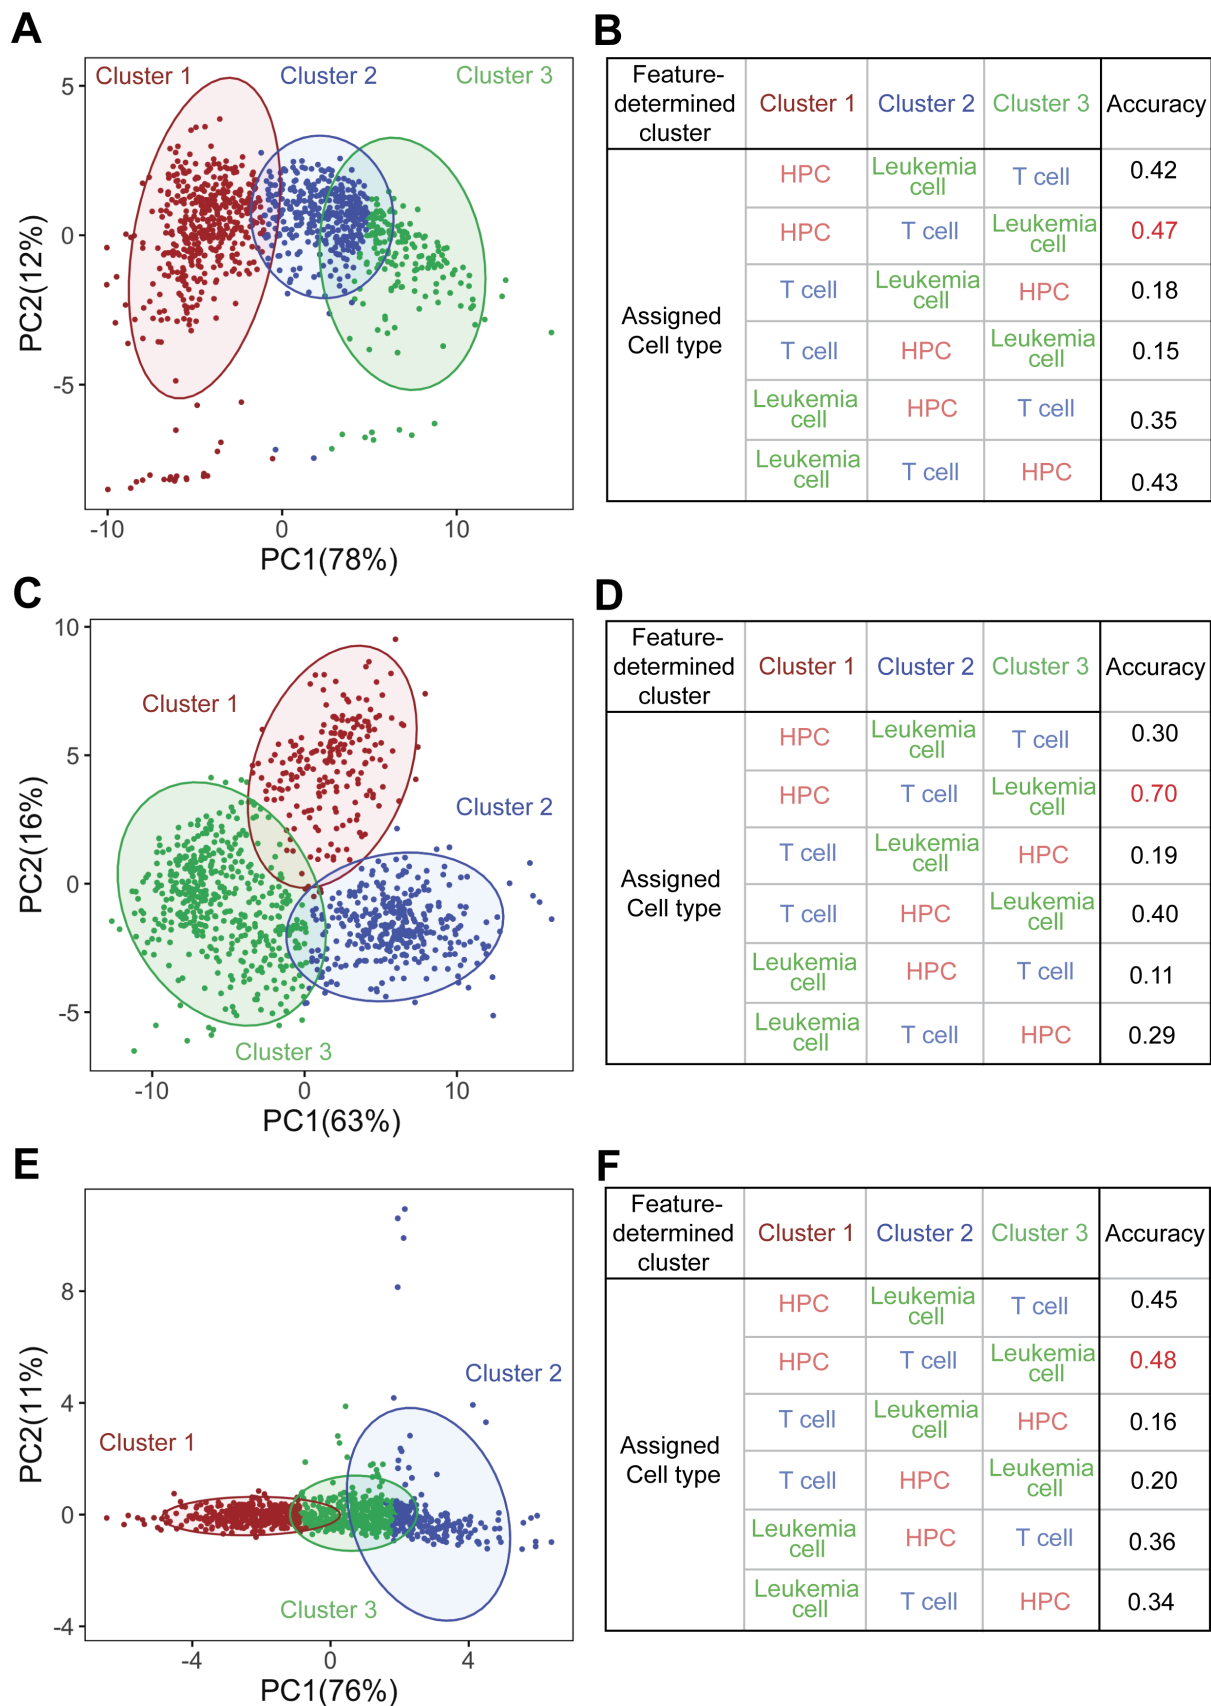 A
Cluster 1
Cluster 2
Cluster 3
5
0
-5
PC2(12%)
-10
0
10
PC1(78%)
B
Feature-
determined
cluster
Cluster 1
Cluster 2
Cluster 3
Accuracy
Assigned
Cell type
HPC
Leukemia
cell
T cell
0.42
HPC
T cell
Leukemia
cell
0.47
T cell
Leukemia
cell
HPC
0.18
T cell
HPC
Leukemia
cell
0.15
Leukemia
cell
HPC
T cell
0.35
Leukemia
cell
T cell
HPC
0.43
C
10
5
0
-5
PC2(16%)
Cluster 1
Cluster 2
Cluster 3
-10
0
10
PC1(63%)
D
Feature-
determined
cluster
Cluster 1
Cluster 2
Cluster 3
Accuracy
Assigned
Cell type
HPC
Leukemia
cell
T cell
0.30
HPC
T cell
Leukemia
cell
0.70
T cell
Leukemia
cell
HPC
0.19
T cell
HPC
Leukemia
cell
0.40
Leukemia
cell
HPC
T cell
0.11
Leukemia
cell
T cell
HPC
0.29
E
8
4
0
-4
PC2(11%)
Cluster 2
Cluster 1
Cluster 3
-4
0
4
PC1(76%)
F
Feature-
determined
cluster
Cluster 1
Cluster 2
Cluster 3
Accuracy
Assigned
Cell type
HPC
Leukemia
cell
T cell
0.45
HPC
T cell
Leukemia
cell
0.48
T cell
Leukemia
cell
HPC
0.16
T cell
HPC
Leukemia
cell
0.20
Leukemia
cell
HPC
T cell
0.36
Leukemia
cell
T cell
HPC
0.34